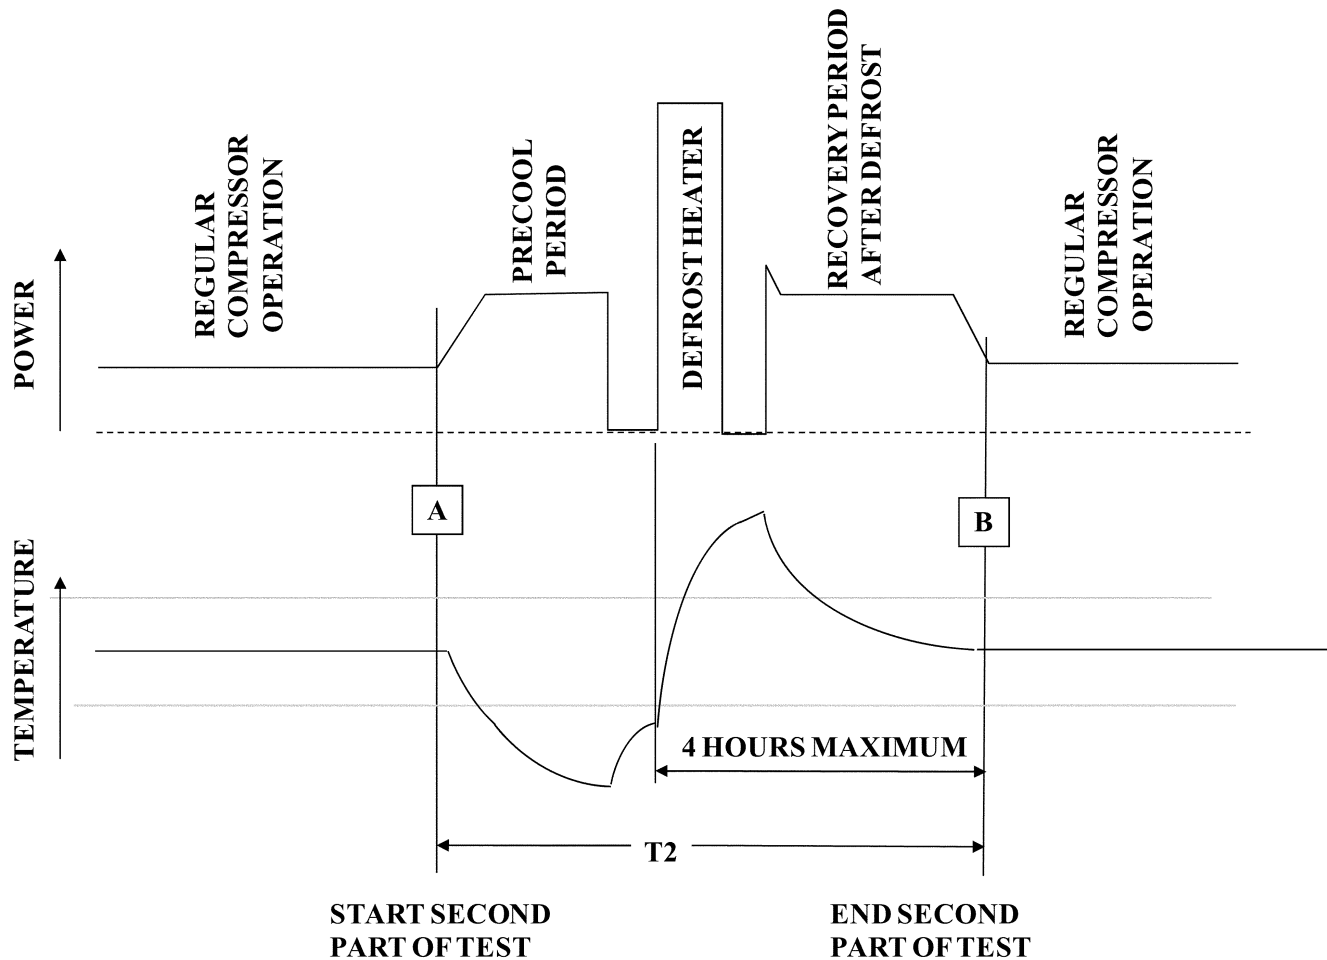 REGULAR
COMPRESSOR
OPERATION
PRECOOL
PERIOD
DEFROST HEATER
RECOVERY PERIOD
AFTER DEFROST
REGULAR
COMPRESSOR
OPERATION
POWER
A
B
TEMPERATURE
4 HOURS MAXIMUM
T2
START SECOND
PART OF TEST
END SECOND
PART OF TEST